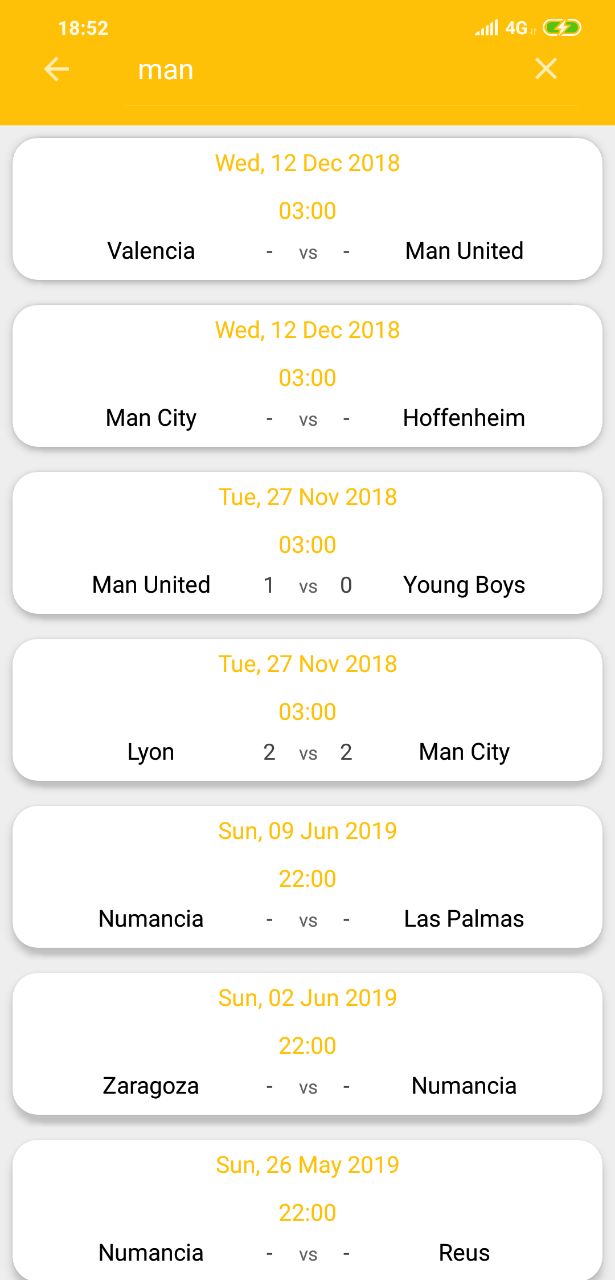 18:52 4G
man
Wed, 12 Dec 2018
03:00
Valencia - vs - Man United
Wed, 12 Dec 2018
03:00
Man City - vs - Hoffenheim
Tue, 27 Nov 2018
03:00
Man United 1 vs 0 Young Boys
Tue, 27 Nov 2018
03:00
Lyon 2 vs 2 Man City
Sun, 09 Jun 2019
22:00
Numancia - vs - Las Palmas
Sun, 02 Jun 2019
22:00
Zaragoza - vs - Numancia
Sun, 26 May 2019
22:00
Numancia - vs - Reus